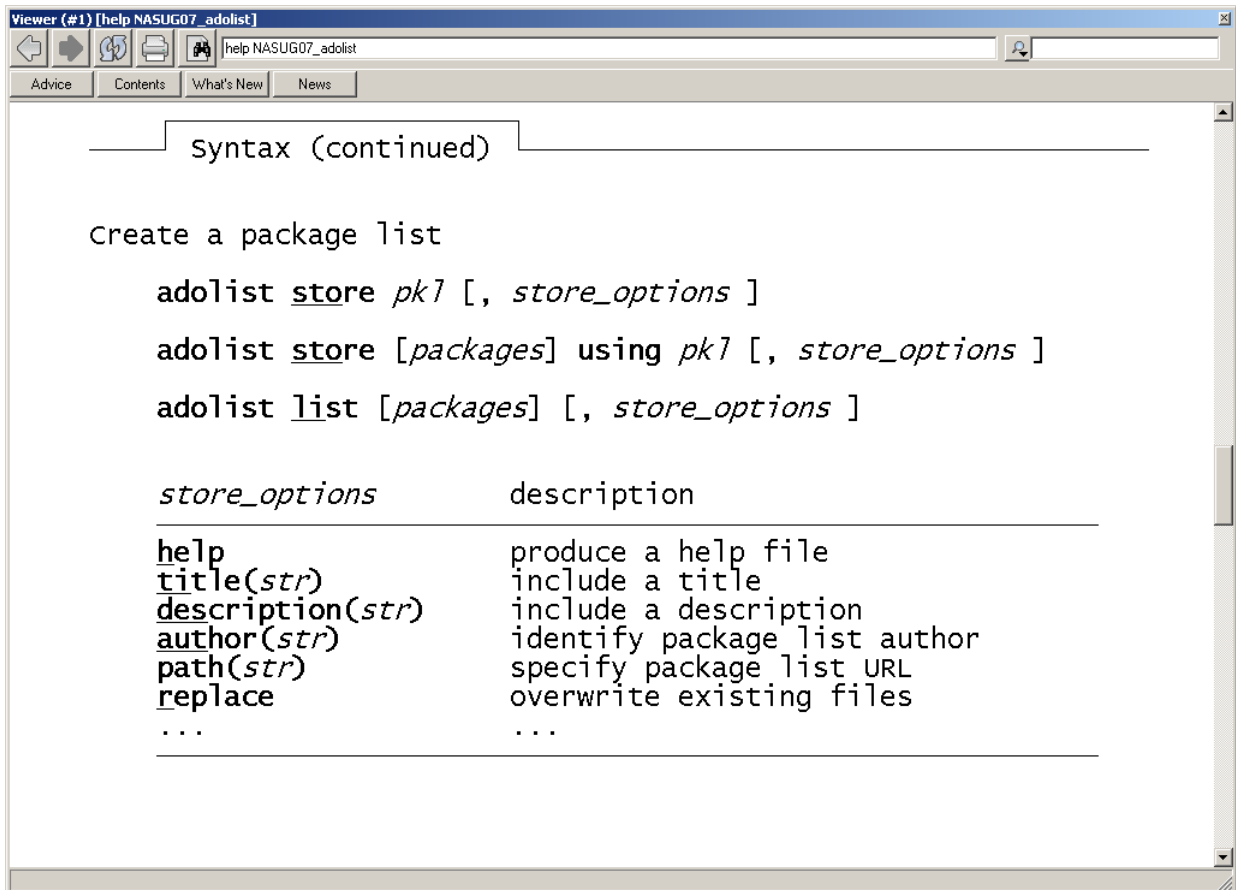 Viewer (#1) [help NASUG07_adolist]
help NASUG07_adolist
Advice Contents What's New News
Syntax (continued)
Create a package list
adolist store pkl [, store_options ]
adolist store [packages] using pkl [, store_options ]
adolist list [packages] [, store_options ]
store_options description
help produce a help file
title(str) include a title
description(str) include a description
author(str) identify package list author
path(str) specify package list URL
replace overwrite existing files
... ...